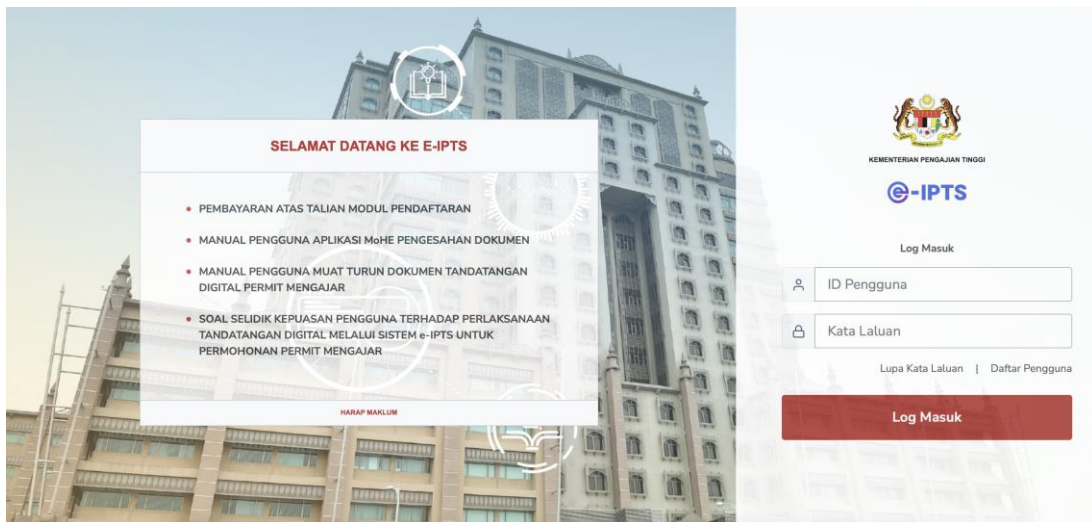 SELAMAT DATANG KE E-IPTS
PEMBAYARAN ATAS TALIAN MODUL PENDAFTARAN
MANUAL PENGGUNA APLIKASI MoHE PENGESAHAN DOKUMEN
MANUAL PENGGUNA MUAT TURUN DOKUMEN TANDATANGAN
DIGITAL PERMIT MENGAJAR
SOAL SELIDIK KEPUASAN PENGGUNA TERHADAP PERLAKSANAAN
TANDATANGAN DIGITAL MELALUI SISTEM e-IPTS UNTUK
PERMOHONAN PERMIT MENGAJAR
HARAP MAKLUM
KEMENTERIAN PENGAJIAN TINGGI
e-IPTS
Log Masuk
ID Pengguna
Kata Laluan
Lupa Kata Laluan | Daftar Pengguna
Log Masuk